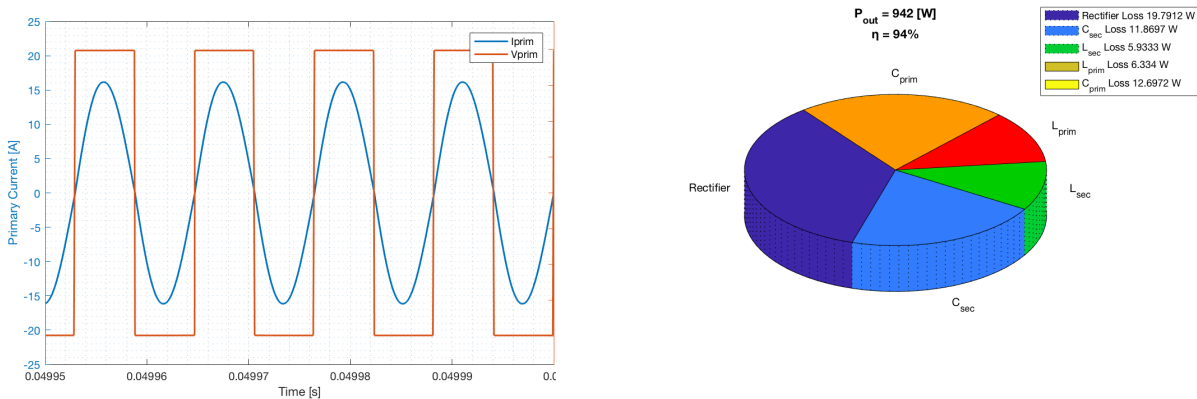 25
20
15
10
5
0
-5
-10
-15
-20
-25
Primary Current [A]
Iprim
Vprim
0.04995
0.04996
0.04997
0.04998
0.04999
0.0
Time [s]
P_out = 942 [W]
η = 94%
Rectifier Loss 19.7912 W
C_sec Loss 11.8697 W
L_sec Loss 5.9333 W
L_prim Loss 6.334 W
C_prim Loss 12.6972 W
C_prim
L_prim
Rectifier
L_sec
C_sec